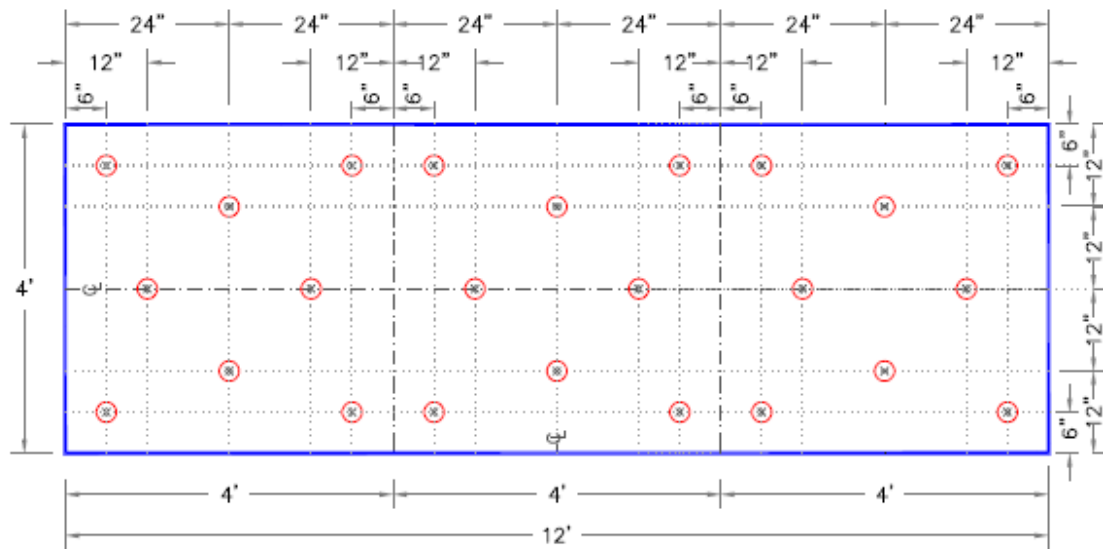 24" 24" 24" 24" 24" 24"
12" 12" 12" 12" 12" 12"
6" 6" 6" 6" 6" 6"
6" 12"
12"
4' ℄
12"
6" 12"
℄
4' 4' 4'
12'